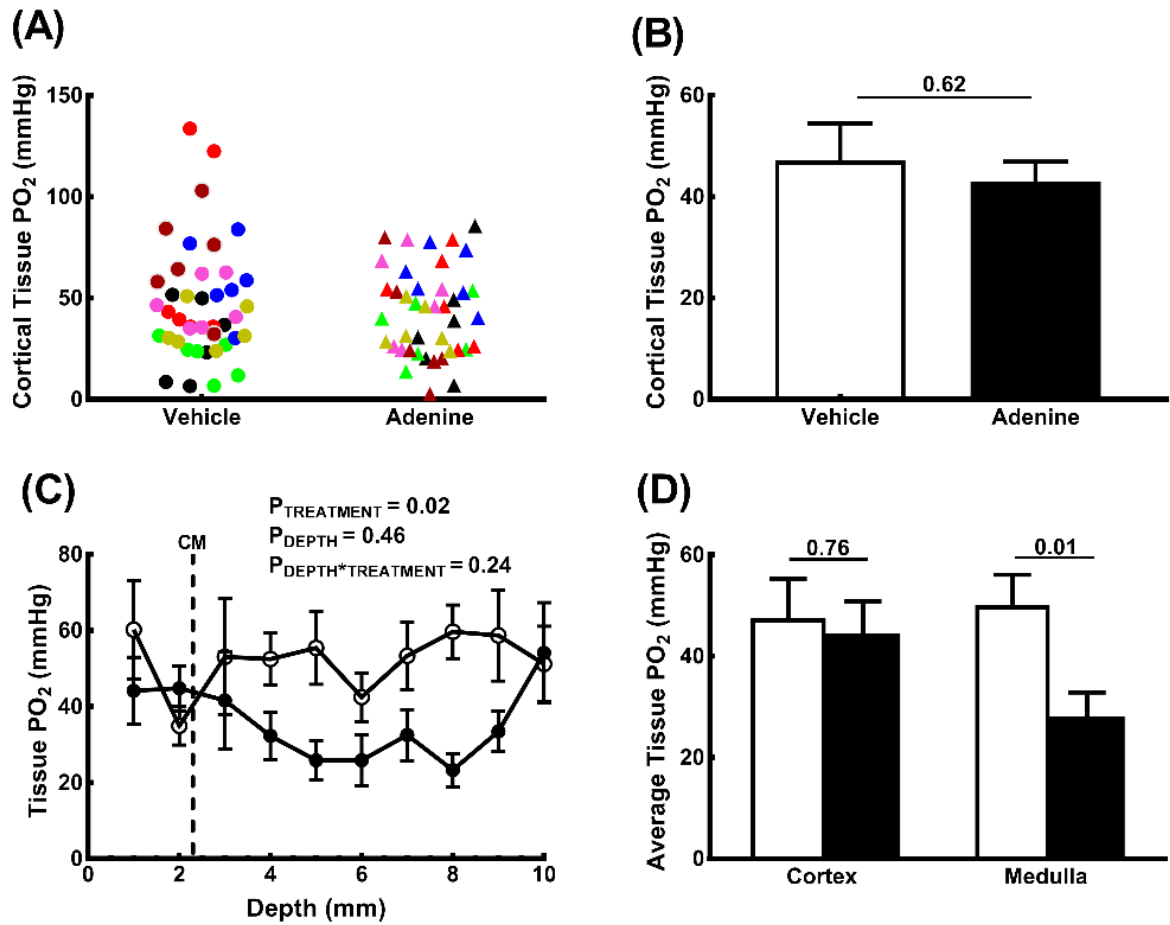 (A)
Cortical Tissue PO₂ (mmHg)
150
100
50
0
Vehicle
Adenine
(B)
Cortical Tissue PO₂ (mmHg)
60
40
20
0
0.62
Vehicle
Adenine
(C)
P_TREATMENT = 0.02
P_DEPTH = 0.46
P_DEPTH*TREATMENT = 0.24
CM
Tissue PO₂ (mmHg)
80
60
40
20
0
0
2
4
6
8
10
Depth (mm)
(D)
Average Tissue PO₂ (mmHg)
60
40
20
0
0.76
0.01
Cortex
Medulla